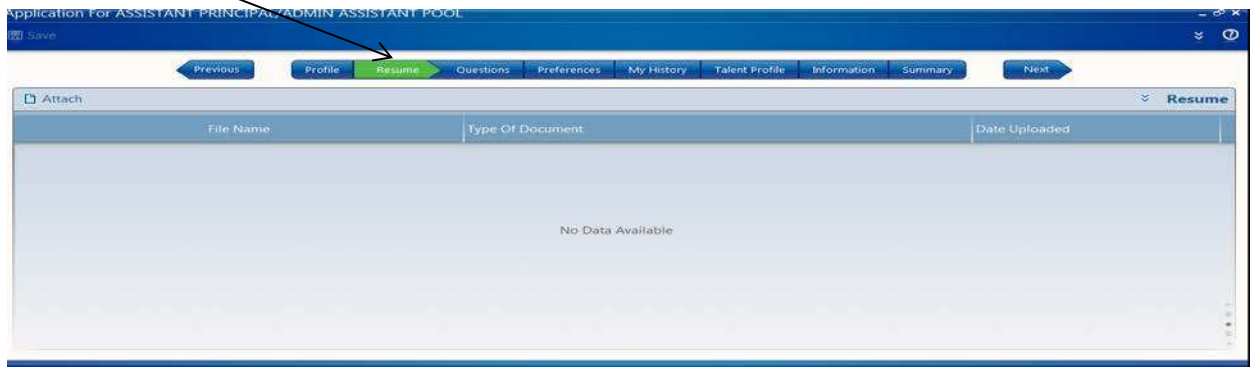 Application For ASSISTANT PRINCIPAL/ADMIN ASSISTANT POOL
Save
Previous Profile Resume Questions Preferences My History Talent Profile Information Summary Next
Attach Resume
File Name Type Of Document Date Uploaded
No Data Available